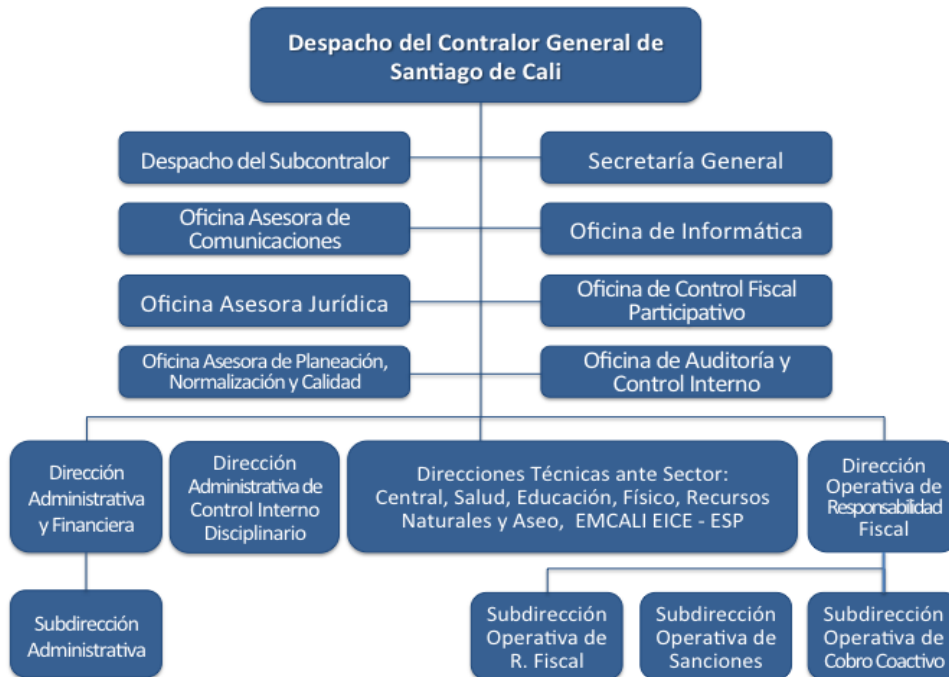 Despacho del Contralor General de
Santiago de Cali
Despacho del Subcontralor
Secretaría General
Oficina Asesora de
Comunicaciones
Oficina de Informática
Oficina Asesora Jurídica
Oficina de Control Fiscal
Participativo
Oficina Asesora de Planeación,
Normalización y Calidad
Oficina de Auditoría y
Control Interno
Dirección
Administrativa
y Financiera
Dirección
Administrativa de
Control Interno
Disciplinario
Direcciones Técnicas ante Sector:
Central, Salud, Educación, Físico, Recursos
Naturales y Aseo, EMCALI EICE - ESP
Dirección
Operativa de
Responsabilidad
Fiscal
Subdirección
Administrativa
Subdirección
Operativa de
R. Fiscal
Subdirección
Operativa de
Sanciones
Subdirección
Operativa de
Cobro Coactivo